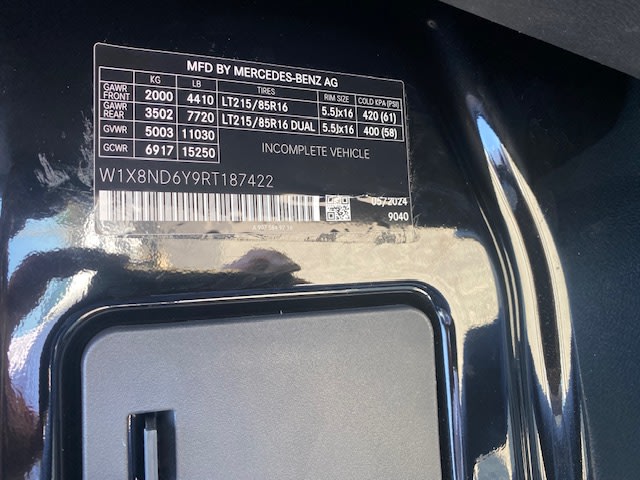 MFD BY MERCEDES-BENZ AG
KG LB TIRES RIM SIZE COLD KPA (PSI)
GAWR FRONT 2000 4410 LT215/85R16 5.5Jx16 420 (61)
GAWR REAR 3502 7720 LT215/85R16 DUAL 5.5Jx16 400 (58)
GVWR 5003 11030
GCWR 6917 15250 INCOMPLETE VEHICLE
W1X8ND6Y9RT187422
05/2024
9040